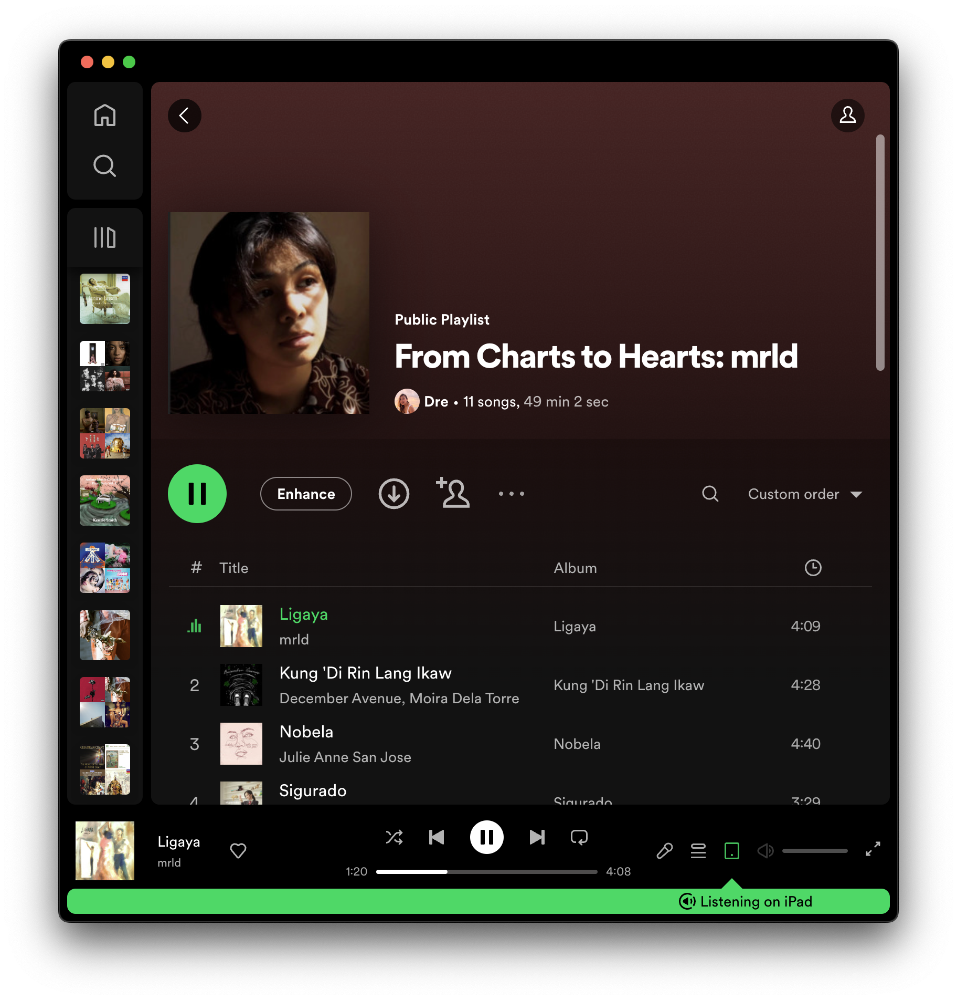 Public Playlist
From Charts to Hearts: mrld
Dre • 11 songs, 49 min 2 sec
Enhance
Custom order
# Title Album
Ligaya
mrld
Ligaya 4:09
2
Kung 'Di Rin Lang Ikaw
December Avenue, Moira Dela Torre
Kung 'Di Rin Lang Ikaw 4:28
3
Nobela
Julie Anne San Jose
Nobela 4:40
4
Sigurado
Sigurado 3:29
Janine Jansen
Kenzie Smith
GREGORIAN CHANT
Ligaya
mrld
1:20 4:08
Listening on iPad